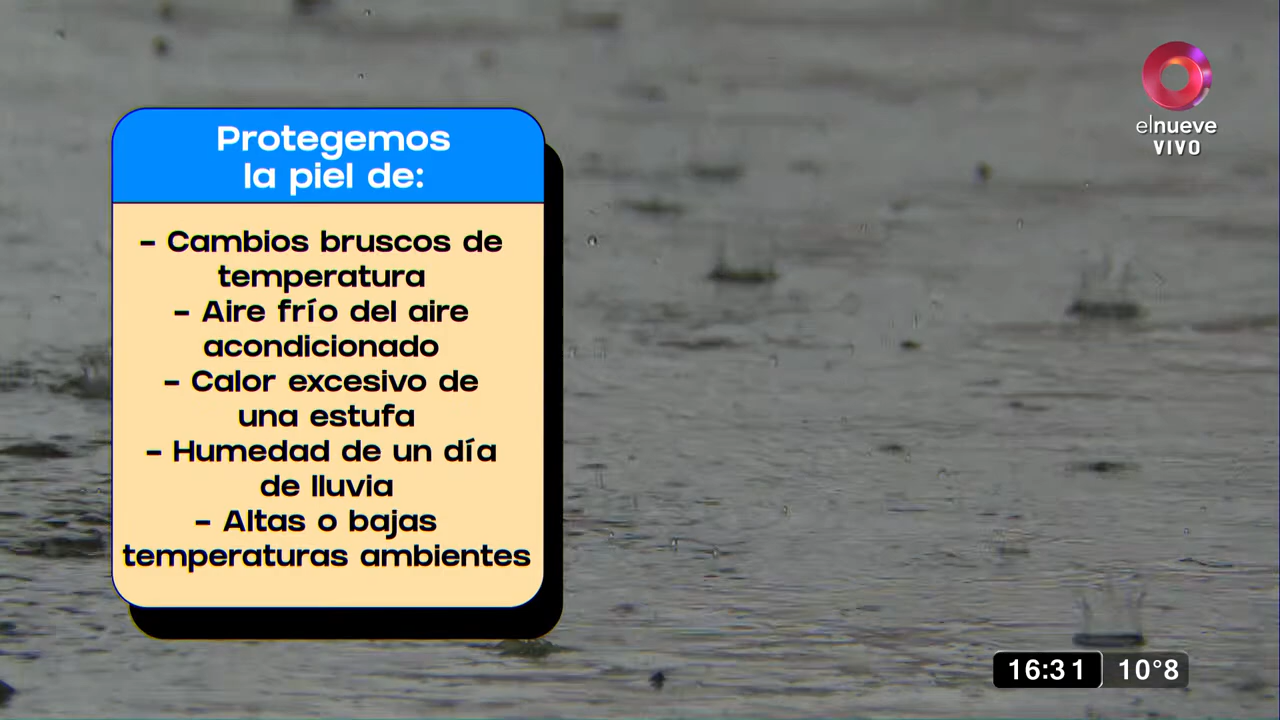 Protegemos
la piel de:
- Cambios bruscos de
temperatura
- Aire frío del aire
acondicionado
- Calor excesivo de
una estufa
- Humedad de un día
de lluvia
- Altas o bajas
temperaturas ambientes
elnueve
VIVO
16:31 10°8